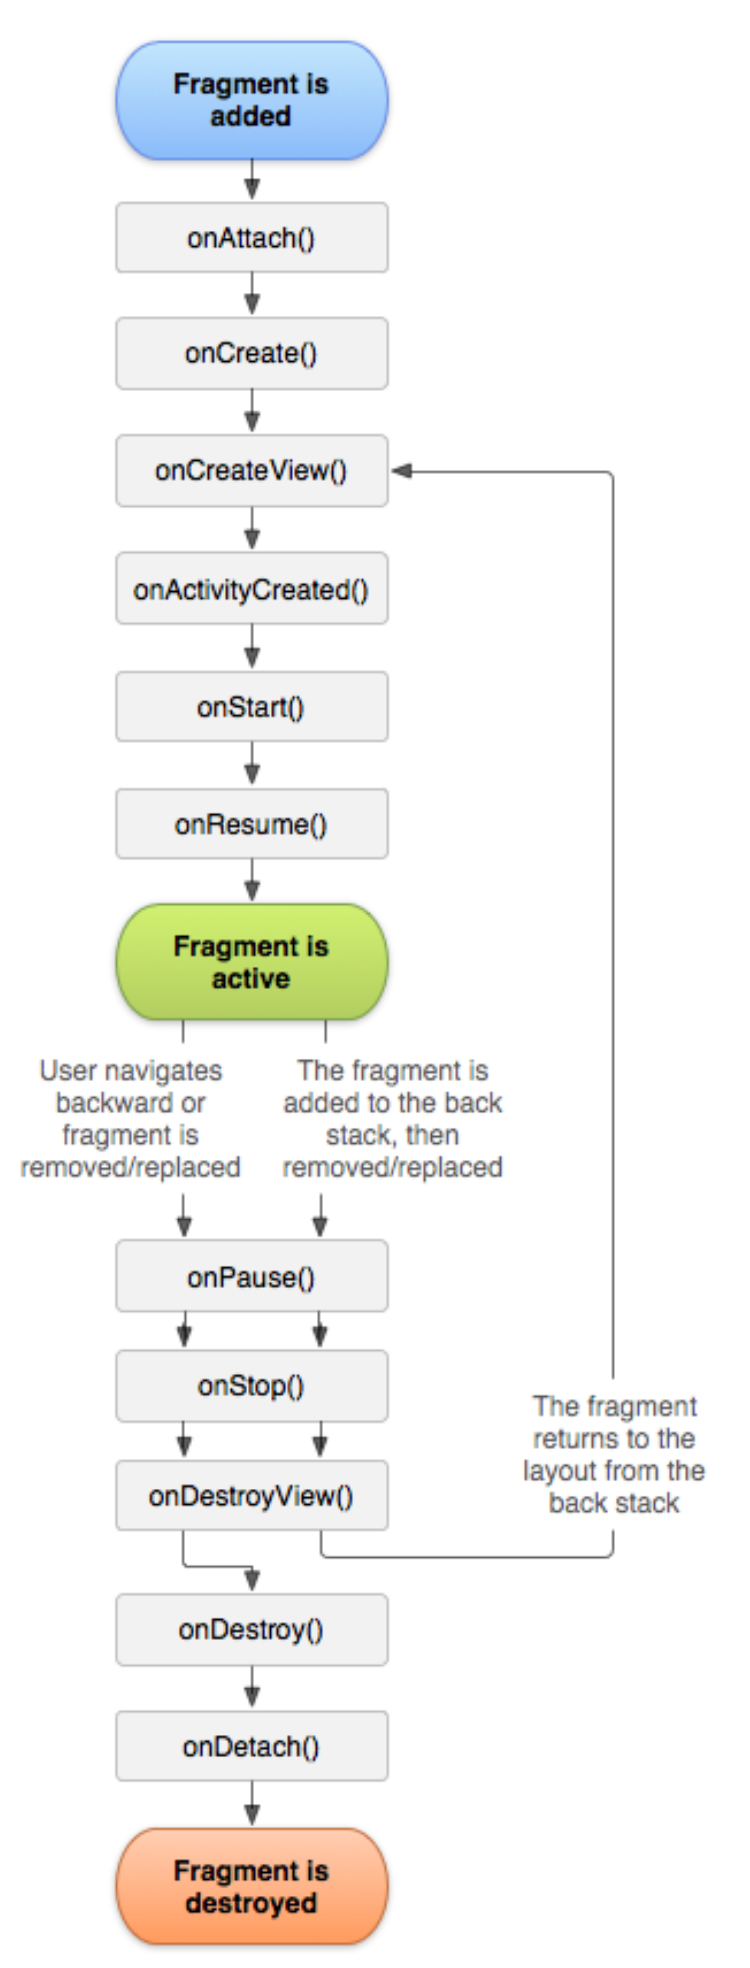 Fragment is
added
onAttach()
onCreate()
onCreateView()
onActivityCreated()
onStart()
onResume()
Fragment is
active
User navigates
backward or
fragment is
removed/replaced
The fragment is
added to the back
stack, then
removed/replaced
onPause()
onStop()
onDestroyView()
The fragment
returns to the
layout from the
back stack
onDestroy()
onDetach()
Fragment is
destroyed